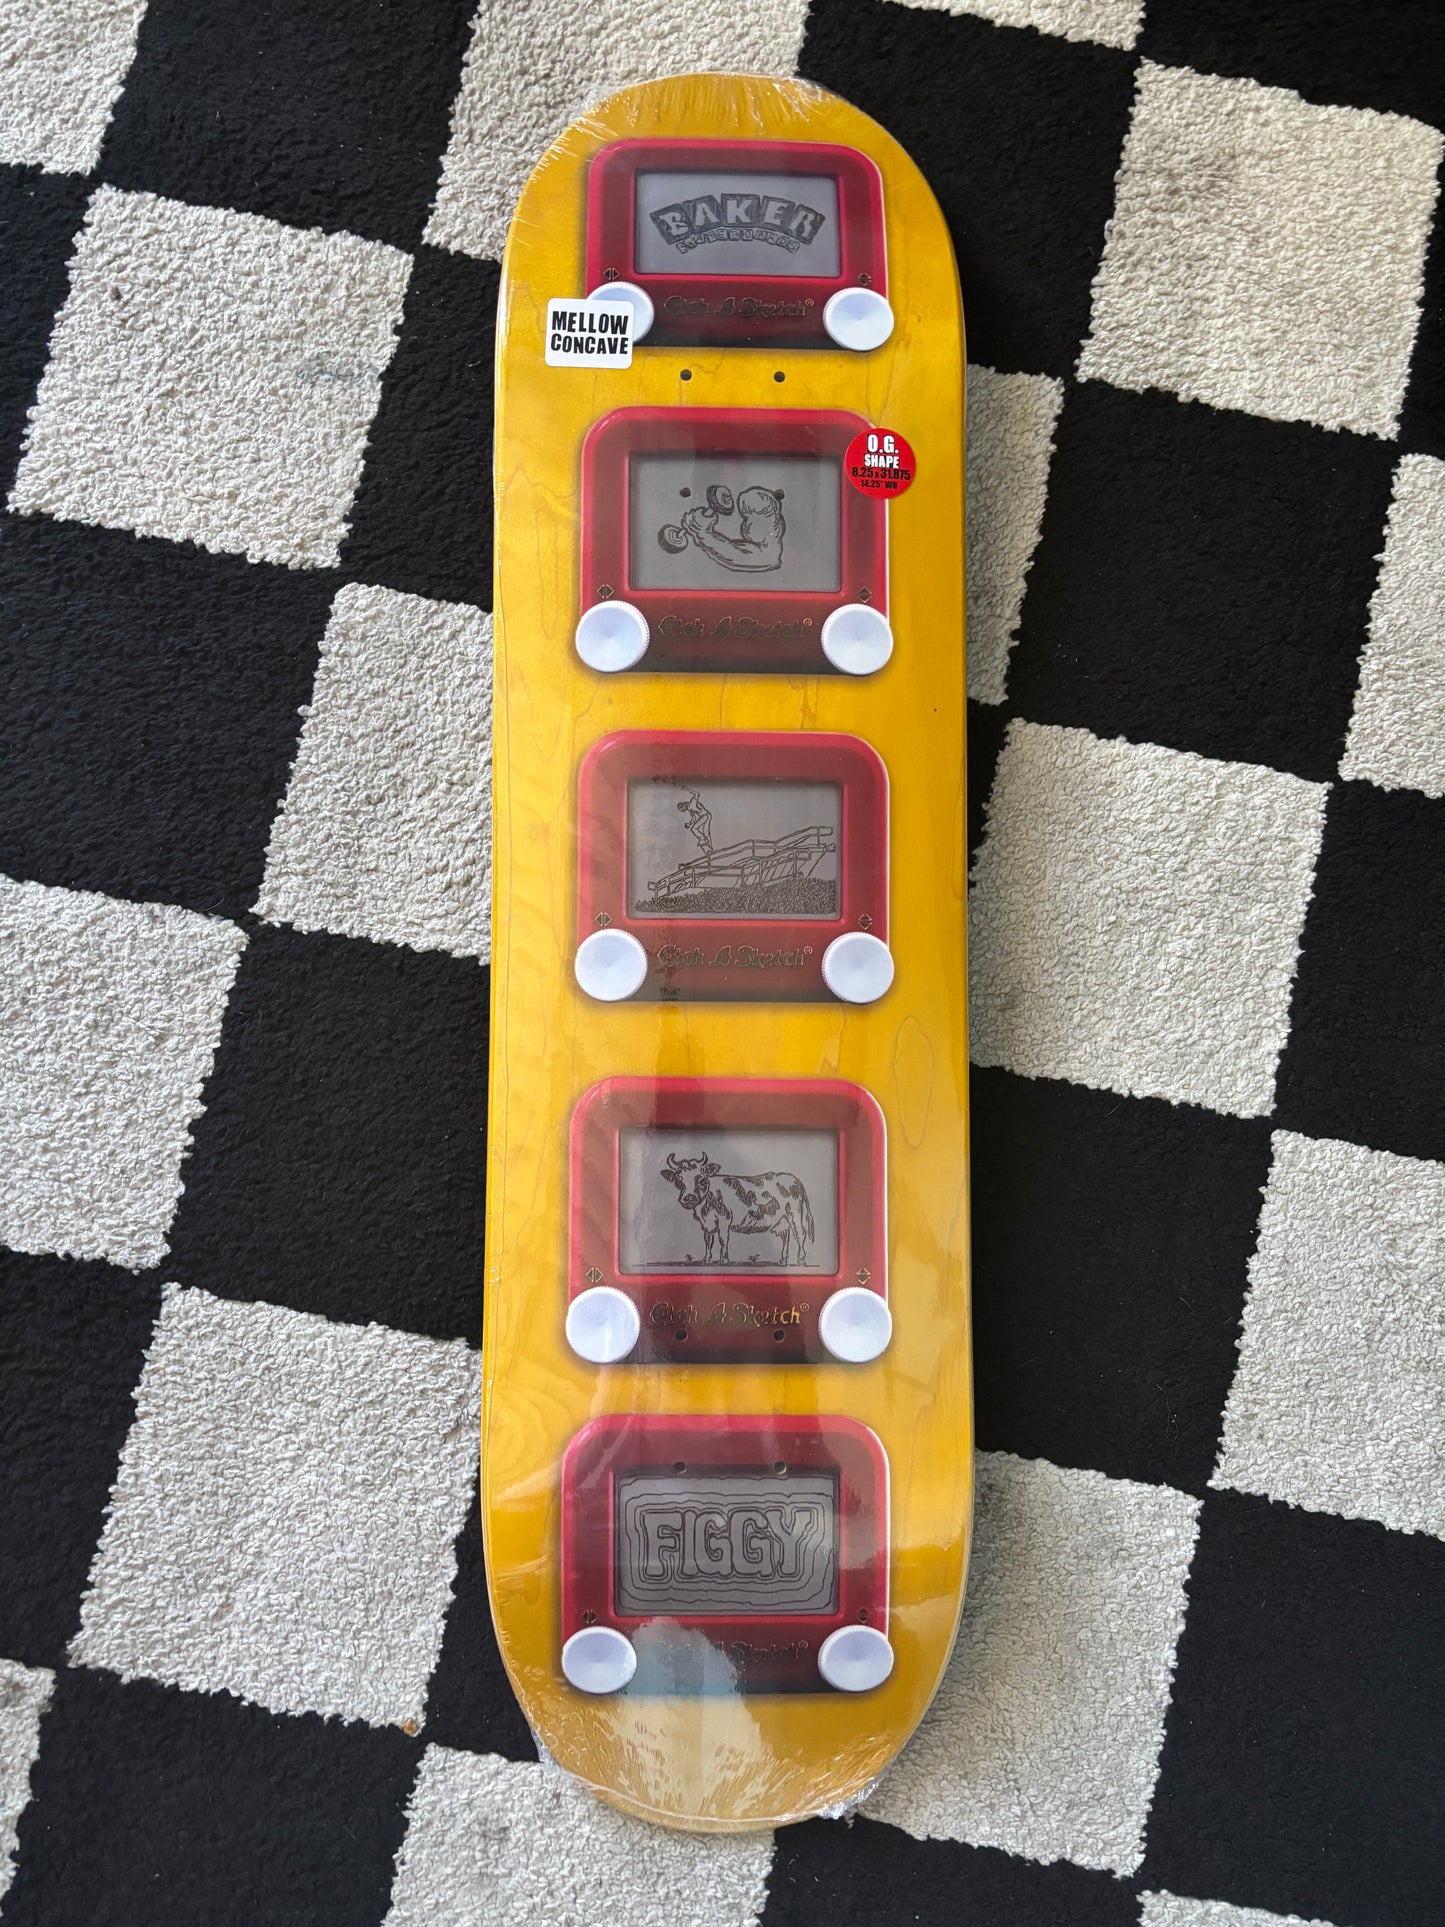 BAKER
SKATEBOARDS
Etch A Sketch®
MELLOW
CONCAVE
O.G.
SHAPE
8.25 x 31.875
14.25" WB
Etch A Sketch®
Etch A Sketch®
Etch A Sketch®
FIGGY
Etch A Sketch®